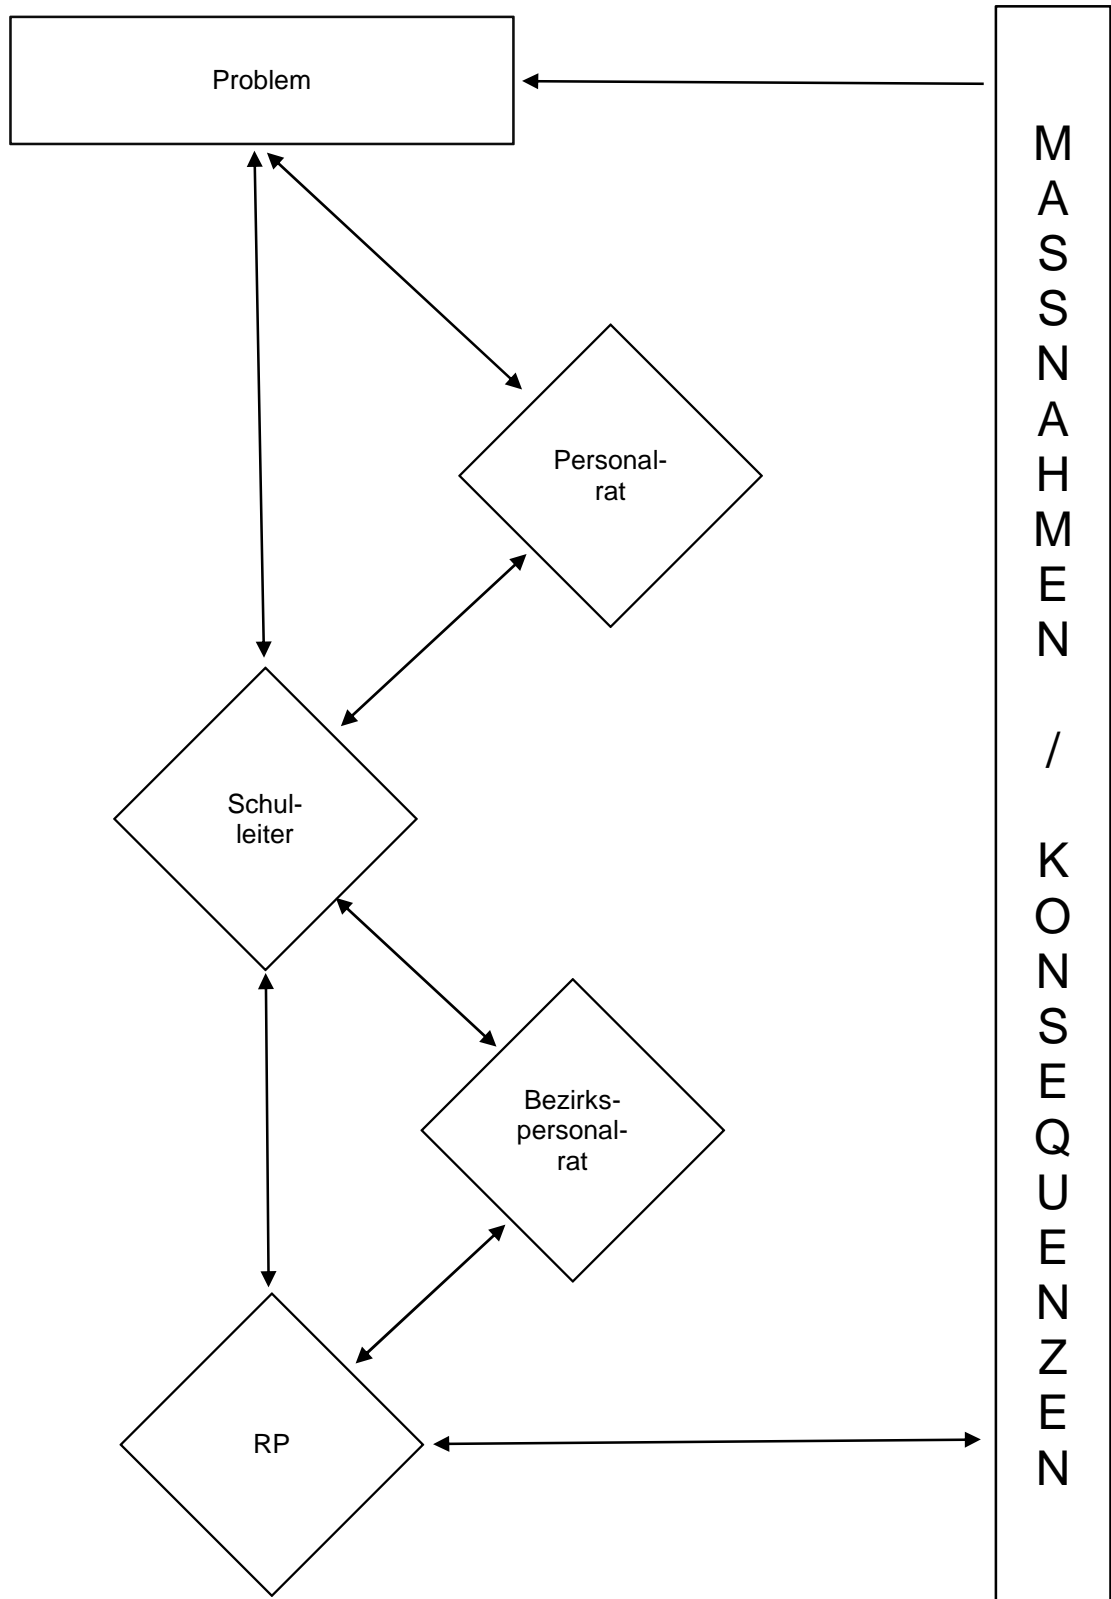 Problem
Personal-
rat
Schul-
leiter
Bezirks-
personal-
rat
RP
M
A
S
S
N
A
H
M
E
N
/
K
O
N
S
E
Q
U
E
N
Z
E
N